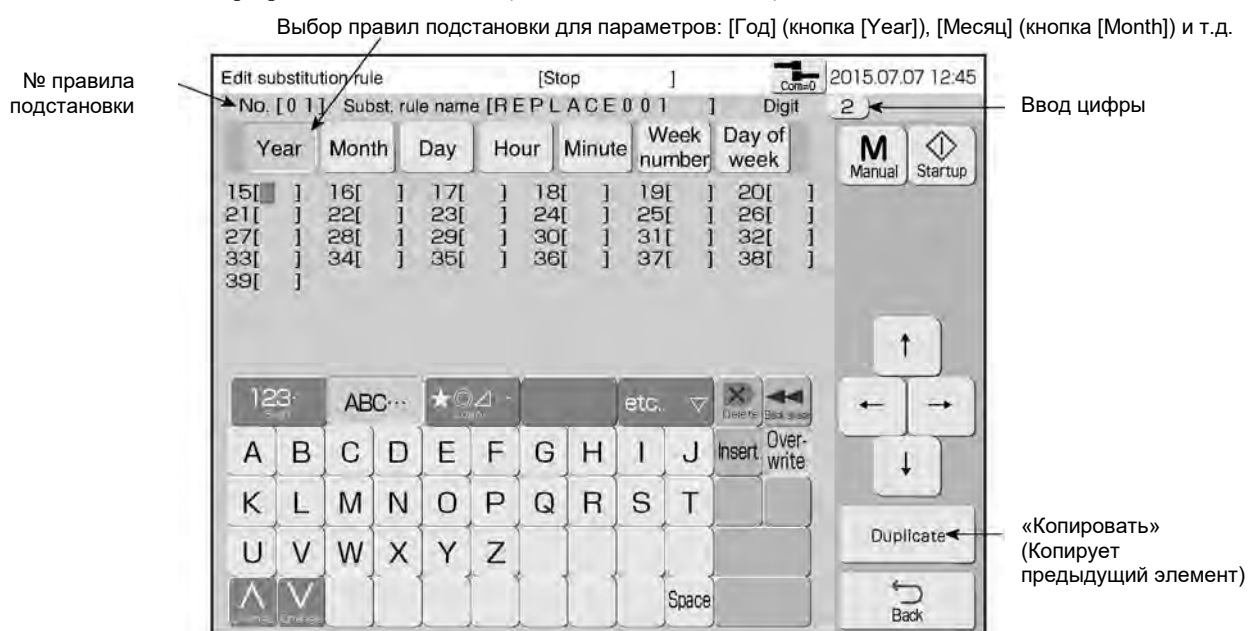 Выбор правил подстановки для параметров: [Год] (кнопка [Year]), [Месяц] (кнопка [Month]) и т.д.
№ правила
подстановки
Edit substitution rule [Stop ] Com=0 2015.07.07 12:45
No. [0 1] Subst. rule name [REPLACE001 ] Digit 2
Ввод цифры
Year Month Day Hour Minute Week number Day of week
M Manual Startup
15[ ] 16[ ] 17[ ] 18[ ] 19[ ] 20[ ]
21[ ] 22[ ] 23[ ] 24[ ] 25[ ] 26[ ]
27[ ] 28[ ] 29[ ] 30[ ] 31[ ] 32[ ]
33[ ] 34[ ] 35[ ] 36[ ] 37[ ] 38[ ]
39[ ]
↑
← →
↓
123· ABC··· ★◎⊿ · etc. ▽ Delete Back space
A B C D E F G H I J Insert Over-write
K L M N O P Q R S T
U V W X Y Z
Space
Duplicate
«Копировать»
(Копирует
предыдущий элемент)
Back